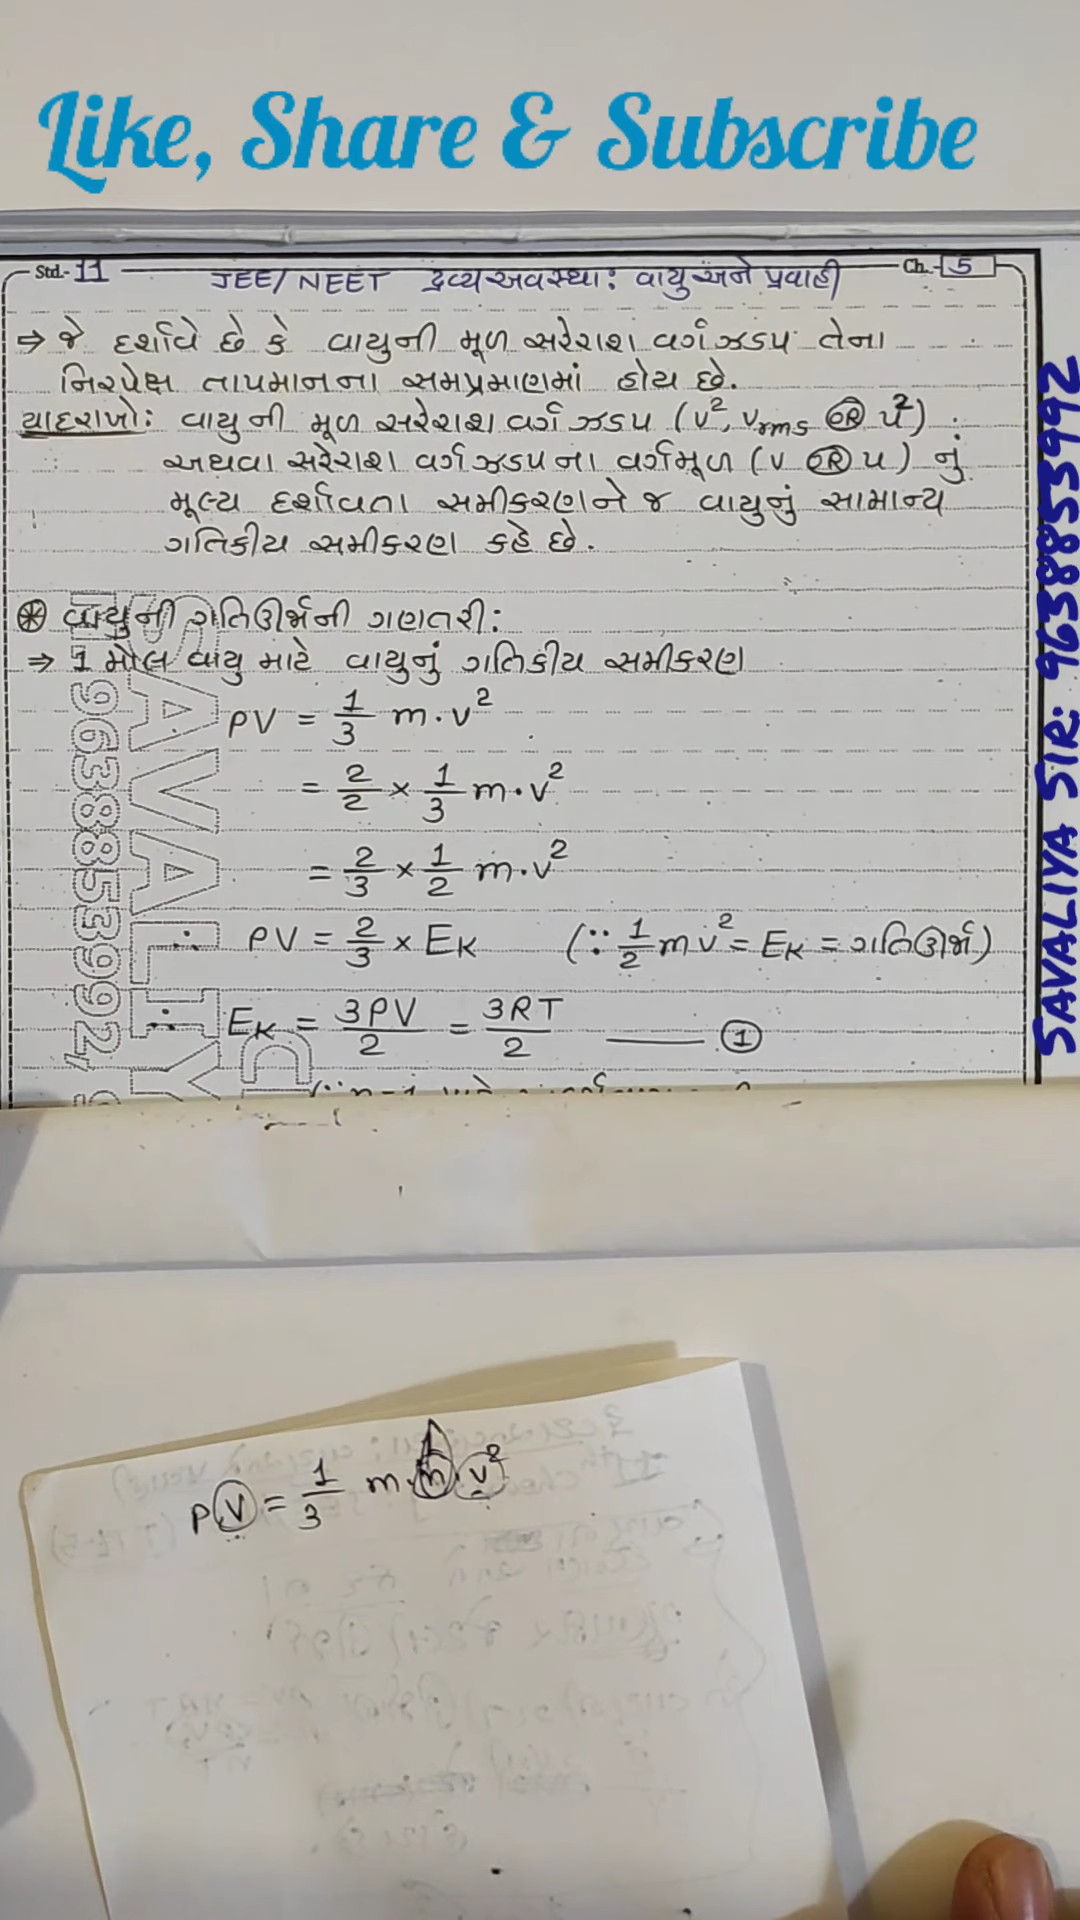 Like, Share & Subscribe
Std.- 11 JEE/NEET દ્રવ્યઅવસ્થા: વાયુ અને પ્રવાહી Ch.- 5
⇒ જે દર્શાવે છે કે વાયુની મૂળ સરેરાશ વર્ગઝડપ તેના
નિરપેક્ષ તાપમાનના સમપ્રમાણમાં હોય છે.
યાદરાખો: વાયુની મૂળ સરેરાશ વર્ગ ઝડપ (v², vrms OR u²)
અથવા સરેરાશ વર્ગઝડપના વર્ગમૂળ (v OR u) નું
મૂલ્ય દર્શાવતા સમીકરણને જ વાયુનું સામાન્ય
ગતિકીય સમીકરણ કહે છે.
⊛ વાયુની ગતિઊર્જાની ગણતરી:
⇒ 1 મોલ વાયુ માટે વાયુનું ગતિકીય સમીકરણ
PV = 1/3 m·v²
= 2/2 × 1/3 m·v²
= 2/3 × 1/2 m·v²
∴ PV = 2/3 × EK (∵ 1/2 mv² = EK = ગતિઊર્જા)
∴ EK = 3PV/2 = 3RT/2 —— ①
SAVALIYA SIR: 9638853992
SAVALIYA
9638853992
PV = 1/3 m·n·v²
1